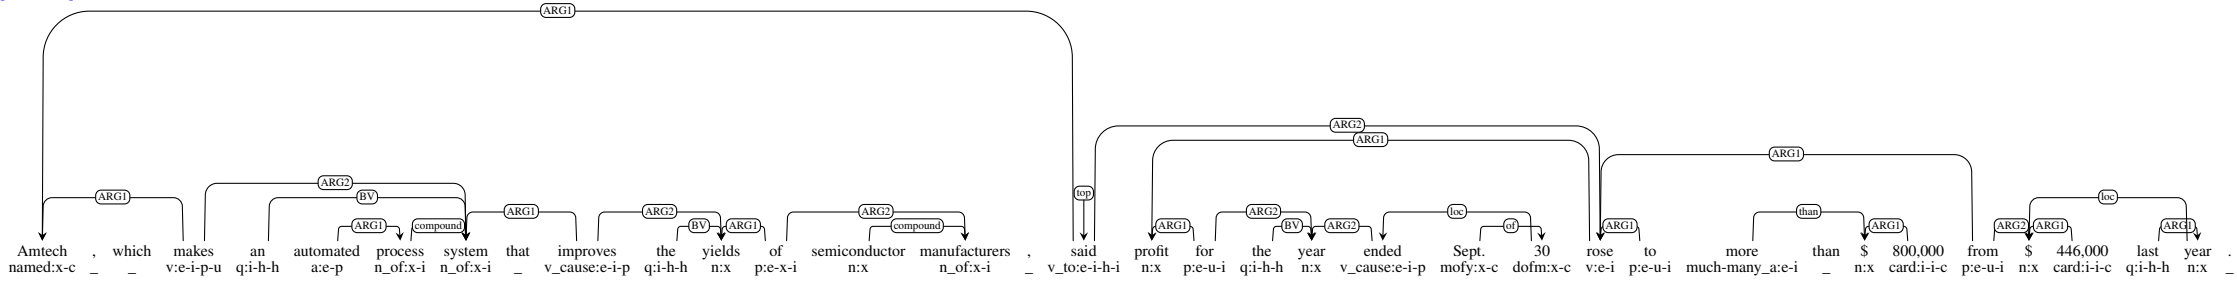 ARG1
ARG2
ARG1
ARG1
ARG2
top
BV
ARG1
loc
ARG1
compound
ARG1
ARG2
BV
ARG1
ARG2
compound
ARG1
ARG2
BV
ARG2
loc
of
ARG1
than
ARG1
ARG2
ARG1
ARG1
Amtech , which makes an automated process system that improves the yields of semiconductor manufacturers , said profit for the year ended Sept. 30 rose to more than $ 800,000 from $ 446,000 last year .
named:x-c _ _ v:e-i-p-u q:i-h-h a:e-p n_of:x-i n_of:x-i _ v_cause:e-i-p q:i-h-h n:x p:e-x-i n:x n_of:x-i _ v_to:e-i-h-i n:x p:e-u-i q:i-h-h n:x v_cause:e-i-p mofy:x-c dofm:x-c v:e-i p:e-u-i much-many_a:e-i _ n:x card:i-i-c p:e-u-i n:x card:i-i-c q:i-h-h n:x _